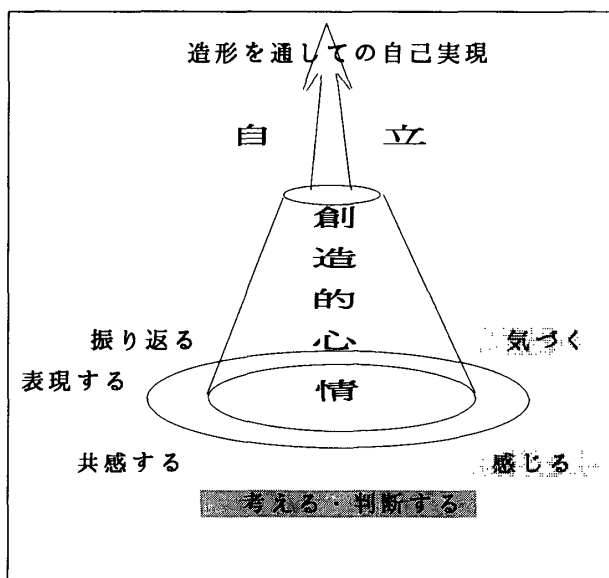 造形を通しての自己実現
自立
創造的心情
振り返る
気づく
表現する
共感する
感じる
考える・判断する